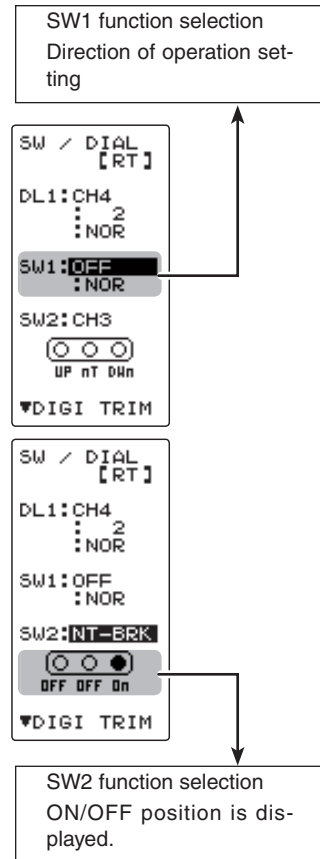 SW1 function selection
Direction of operation set-
ting
SW / DIAL
[RT]
DL1:CH4
: 2
:NOR
SW1:OFF
:NOR
SW2:CH3
UP nT DWn
▼DIGI TRIM
SW / DIAL
[RT]
DL1:CH4
: 2
:NOR
SW1:OFF
:NOR
SW2:NT-BRK
OFF OFF On
▼DIGI TRIM
SW2 function selection
ON/OFF position is dis-
played.